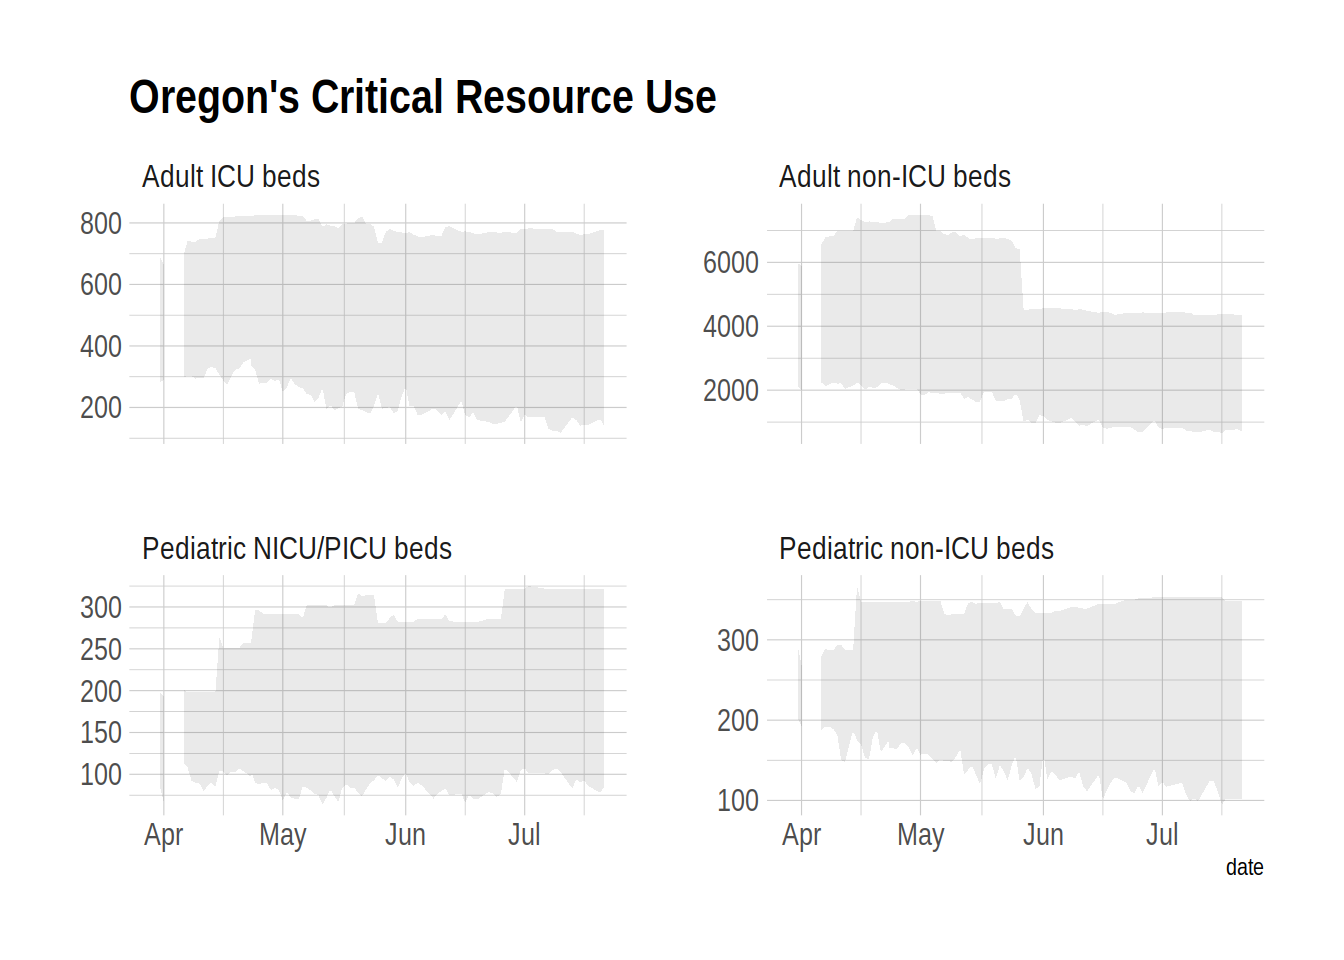 Oregon's Critical Resource Use
Adult ICU beds
Adult non-ICU beds
800
600
400
200
6000
4000
2000
Pediatric NICU/PICU beds
Pediatric non-ICU beds
300
250
200
150
100
300
200
100
Apr May Jun Jul
Apr May Jun Jul
date